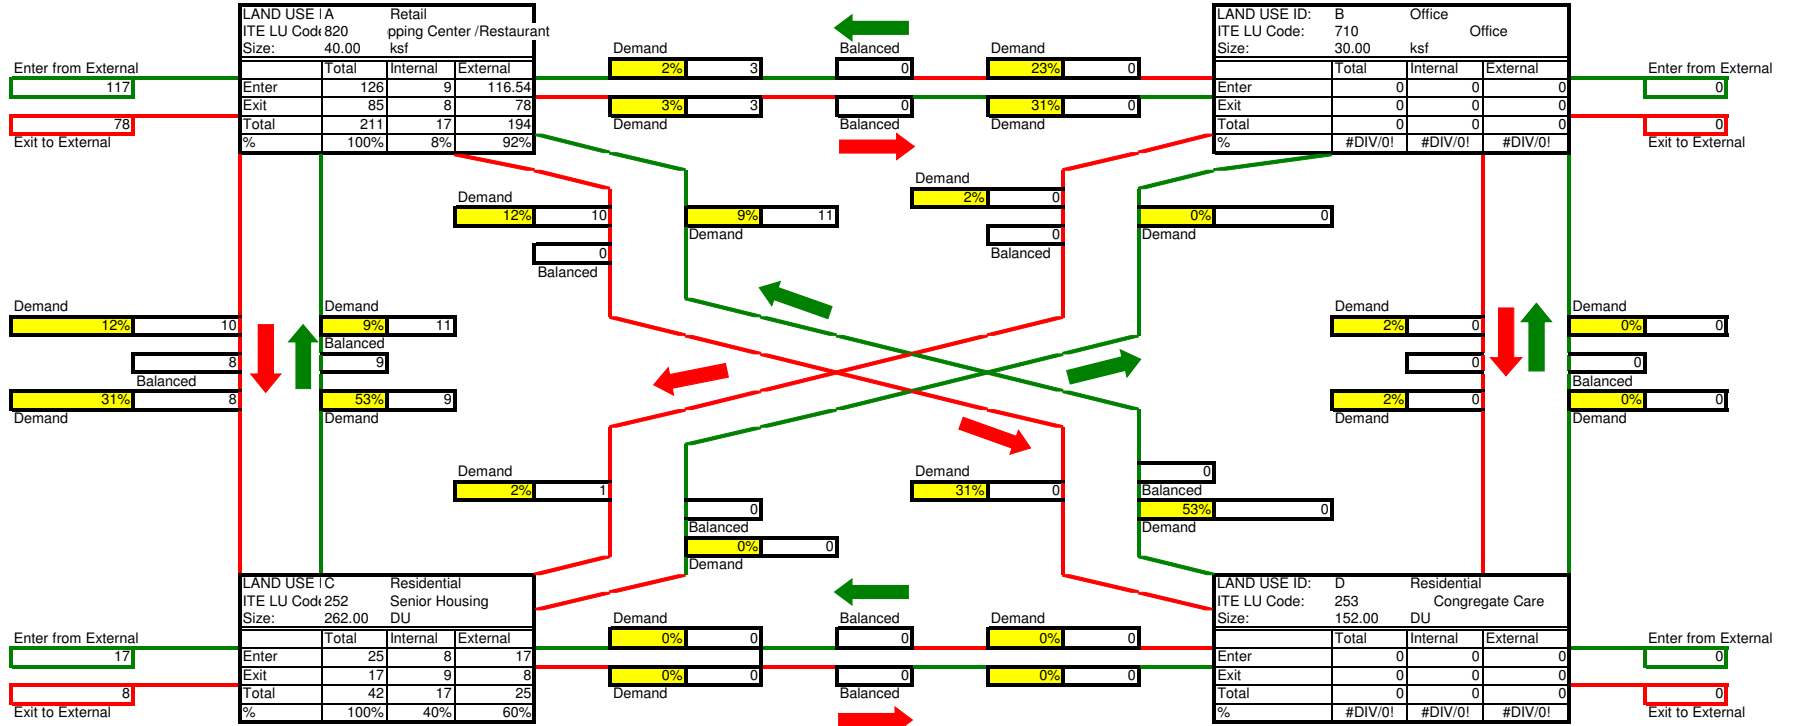 LAND USE I A Retail
ITE LU Code 820 pping Center /Restaurant
Size: 40.00 ksf
Total Internal External
Enter 126 9 116.54
Exit 85 8 78
Total 211 17 194
% 100% 8% 92%
Enter from External
117
78
Exit to External
Demand Balanced Demand
2% 3 0 23% 0
3% 3 0 31% 0
Demand Balanced Demand
LAND USE ID: B Office
ITE LU Code: 710 Office
Size: 30.00 ksf
Total Internal External
Enter 0 0 0
Exit 0 0 0
Total 0 0 0
% #DIV/0! #DIV/0! #DIV/0!
Enter from External
0
0
Exit to External
Demand
12% 10
0
Balanced
9% 11
Demand
Demand
2% 0
0
Balanced
0% 0
Demand
Demand
12% 10
8
Balanced
31% 8
Demand
Demand
9% 11
Balanced
9
53% 9
Demand
Demand
2% 0
0
2% 0
Demand
Demand
0% 0
0
Balanced
0% 0
Demand
Demand
2% 1
0
Balanced
0% 0
Demand
Demand
31% 0
0
Balanced
53% 0
Demand
LAND USE I C Residential
ITE LU Code 252 Senior Housing
Size: 262.00 DU
Total Internal External
Enter 25 8 17
Exit 17 9 8
Total 42 17 25
% 100% 40% 60%
Enter from External
17
8
Exit to External
Demand Balanced Demand
0% 0 0 0% 0
0% 0 0 0% 0
Demand Balanced Demand
LAND USE ID: D Residential
ITE LU Code: 253 Congregate Care
Size: 152.00 DU
Total Internal External
Enter 0 0 0
Exit 0 0 0
Total 0 0 0
% #DIV/0! #DIV/0! #DIV/0!
Enter from External
0
0
Exit to External